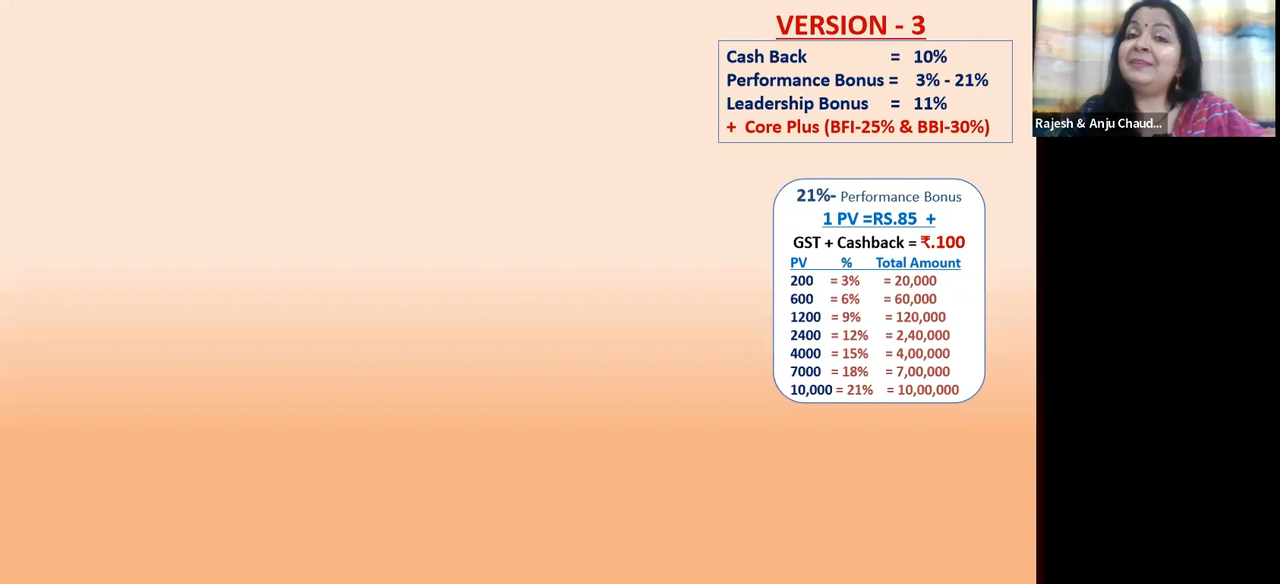 VERSION - 3
Cash Back = 10%
Performance Bonus = 3% - 21%
Leadership Bonus = 11%
+ Core Plus (BFI-25% & BBI-30%)
Rajesh & Anju Chaud...
21%- Performance Bonus
1 PV =RS.85 +
GST + Cashback = ₹.100
PV % Total Amount
200 = 3% = 20,000
600 = 6% = 60,000
1200 = 9% = 120,000
2400 = 12% = 2,40,000
4000 = 15% = 4,00,000
7000 = 18% = 7,00,000
10,000 = 21% = 10,00,000